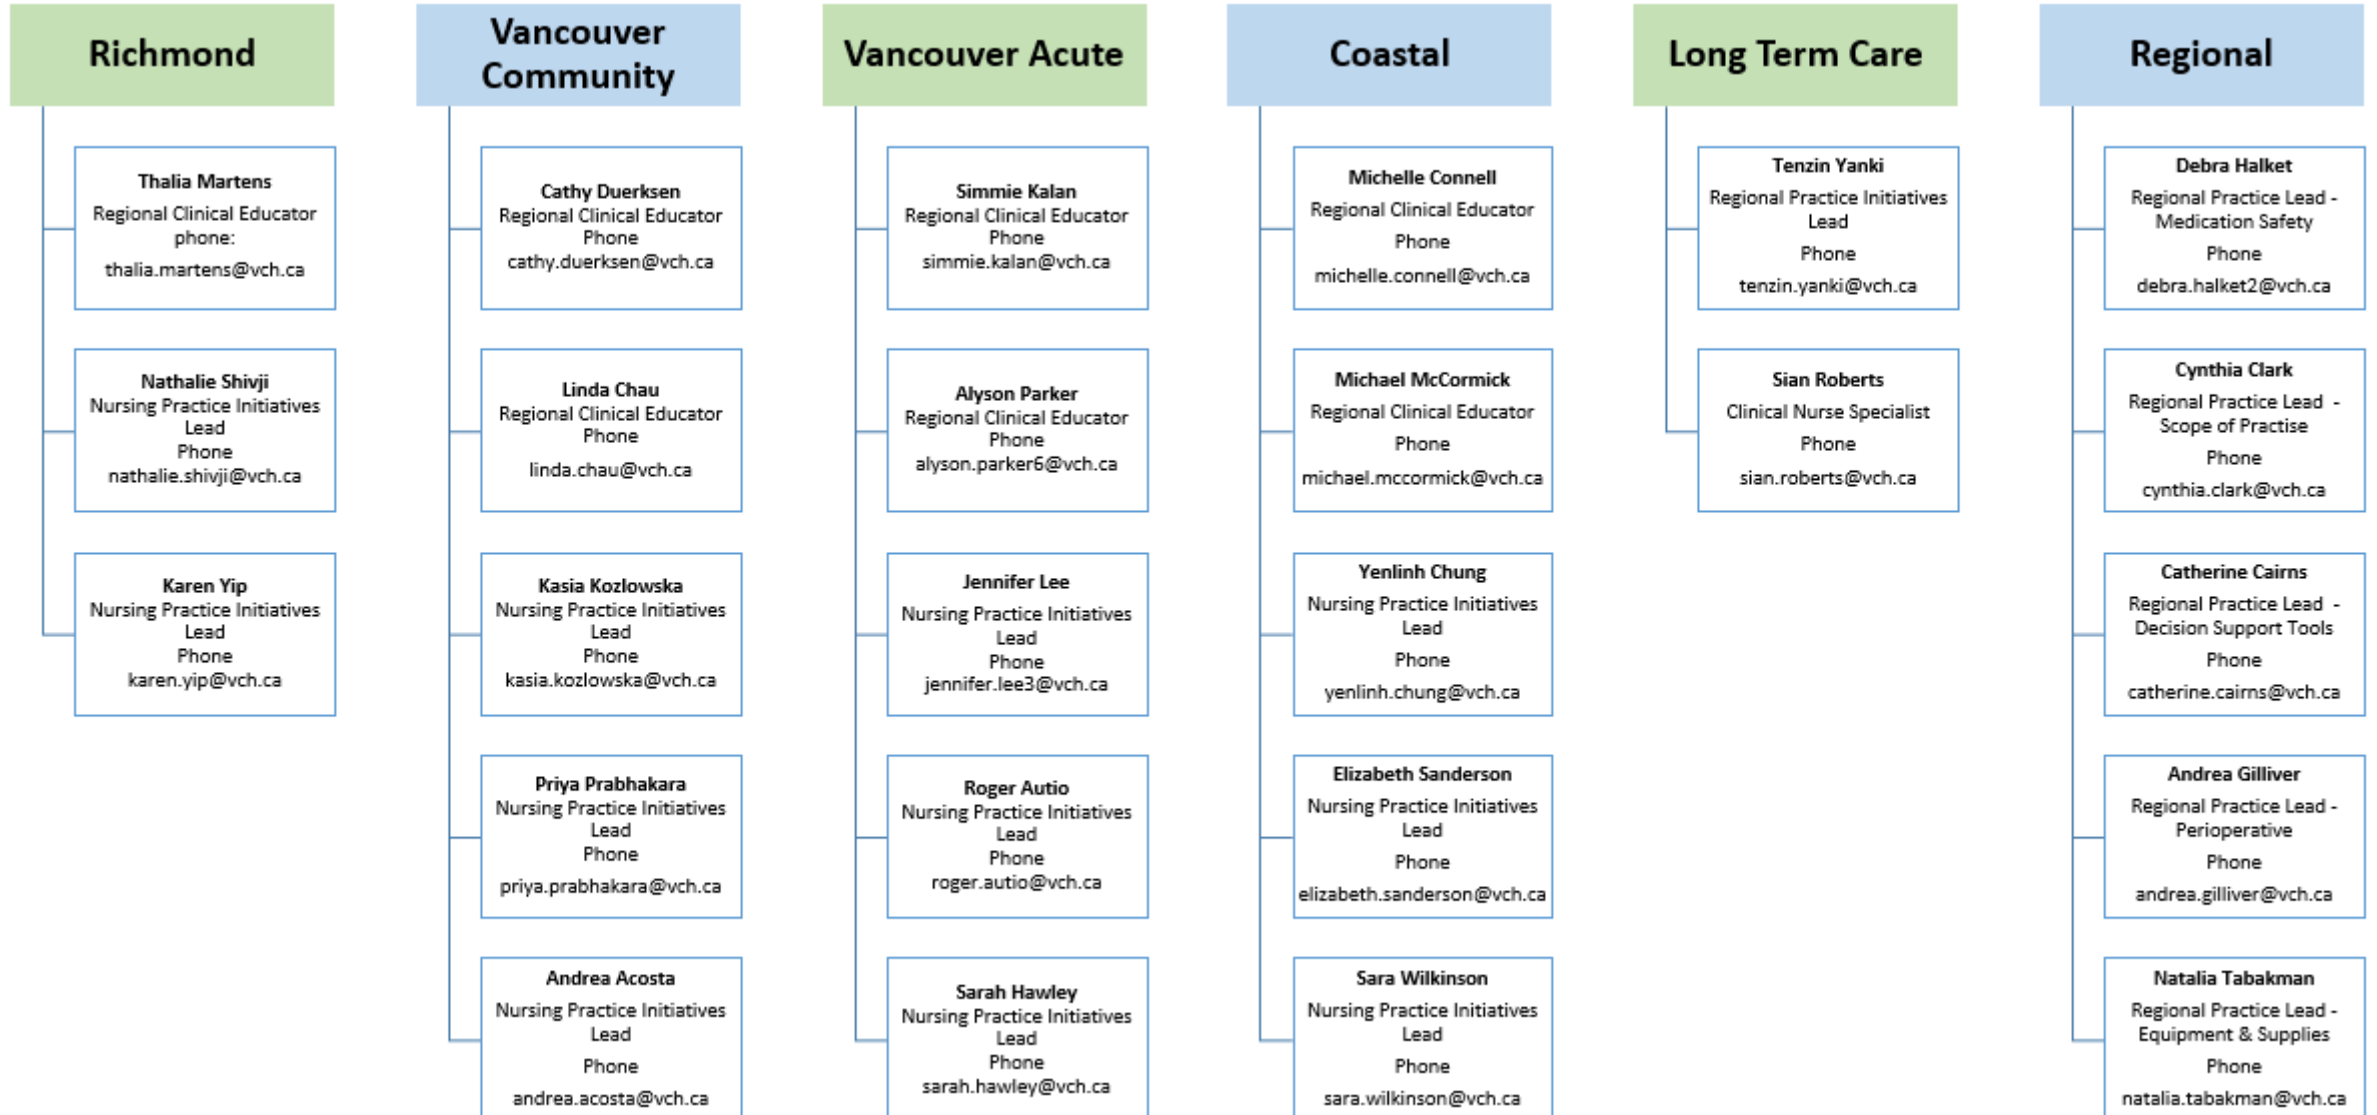 Richmond
Thalia Martens
Regional Clinical Educator
phone:
thalia.martens@vch.ca
Nathalie Shivji
Nursing Practice Initiatives
Lead
Phone
nathalie.shivji@vch.ca
Karen Yip
Nursing Practice Initiatives
Lead
Phone
karen.yip@vch.ca
Vancouver
Community
Cathy Duerksen
Regional Clinical Educator
Phone
cathy.duerksen@vch.ca
Linda Chau
Regional Clinical Educator
Phone
linda.chau@vch.ca
Kasia Kozlowska
Nursing Practice Initiatives
Lead
Phone
kasia.kozlowska@vch.ca
Priya Prabhakara
Nursing Practice Initiatives
Lead
Phone
priya.prabhakara@vch.ca
Andrea Acosta
Nursing Practice Initiatives
Lead
Phone
andrea.acosta@vch.ca
Vancouver Acute
Simmie Kalan
Regional Clinical Educator
Phone
simmie.kalan@vch.ca
Alyson Parker
Regional Clinical Educator
Phone
alyson.parker6@vch.ca
Jennifer Lee
Nursing Practice Initiatives
Lead
Phone
jennifer.lee3@vch.ca
Roger Autio
Nursing Practice Initiatives
Lead
Phone
roger.autio@vch.ca
Sarah Hawley
Nursing Practice Initiatives
Lead
Phone
sarah.hawley@vch.ca
Coastal
Michelle Connell
Regional Clinical Educator
Phone
michelle.connell@vch.ca
Michael McCormick
Regional Clinical Educator
Phone
michael.mccormick@vch.ca
Yenlinh Chung
Nursing Practice Initiatives
Lead
Phone
yenlinh.chung@vch.ca
Elizabeth Sanderson
Nursing Practice Initiatives
Lead
Phone
elizabeth.sanderson@vch.ca
Sara Wilkinson
Nursing Practice Initiatives
Lead
Phone
sara.wilkinson@vch.ca
Long Term Care
Tenzin Yanki
Regional Practice Initiatives
Lead
Phone
tenzin.yanki@vch.ca
Sian Roberts
Clinical Nurse Specialist
Phone
sian.roberts@vch.ca
Regional
Debra Halket
Regional Practice Lead -
Medication Safety
Phone
debra.halket2@vch.ca
Cynthia Clark
Regional Practice Lead -
Scope of Practise
Phone
cynthia.clark@vch.ca
Catherine Cairns
Regional Practice Lead -
Decision Support Tools
Phone
catherine.cairns@vch.ca
Andrea Gilliver
Regional Practice Lead -
Perioperative
Phone
andrea.gilliver@vch.ca
Natalia Tabakman
Regional Practice Lead -
Equipment & Supplies
Phone
natalia.tabakman@vch.ca